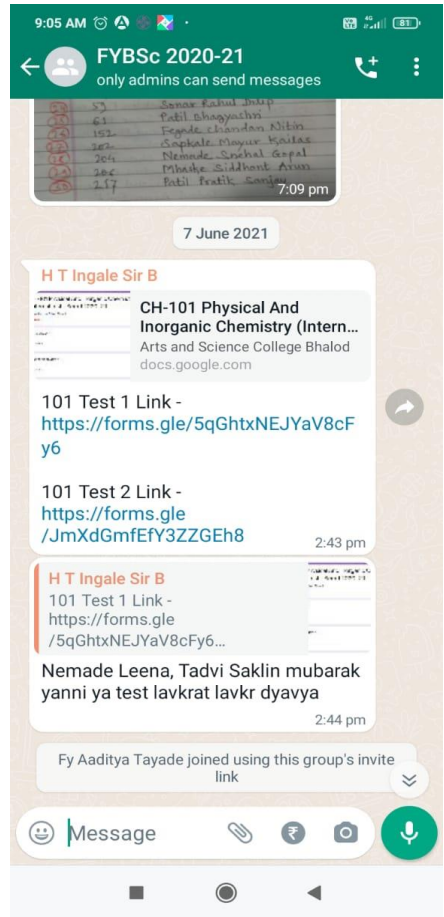 9:05 AM
4G
81
FYBSc 2020-21
only admins can send messages
53 Sonar Rahul Dilip
61 Patil Bhagyashri
152 Fegade chandan Nitin
202 Sapkale Mayur Kailas
204 Nemade Snehal Gopal
206 Mhaske Siddhant Arun
217 Patil Pratik Sanjay
7:09 pm
7 June 2021
H T Ingale Sir B
CH-101 Physical And
Inorganic Chemistry (Intern...
Arts and Science College Bhalod
docs.google.com
101 Test 1 Link -
https://forms.gle/5qGhtxNEJYaV8cF
y6
101 Test 2 Link -
https://forms.gle
/JmXdGmfEfY3ZZGEh8
2:43 pm
H T Ingale Sir B
101 Test 1 Link -
https://forms.gle
/5qGhtxNEJYaV8cFy6...
Nemade Leena, Tadvi Saklin mubarak
yanni ya test lavkrat lavkr dyavya
2:44 pm
Fy Aaditya Tayade joined using this group's invite
link
Message